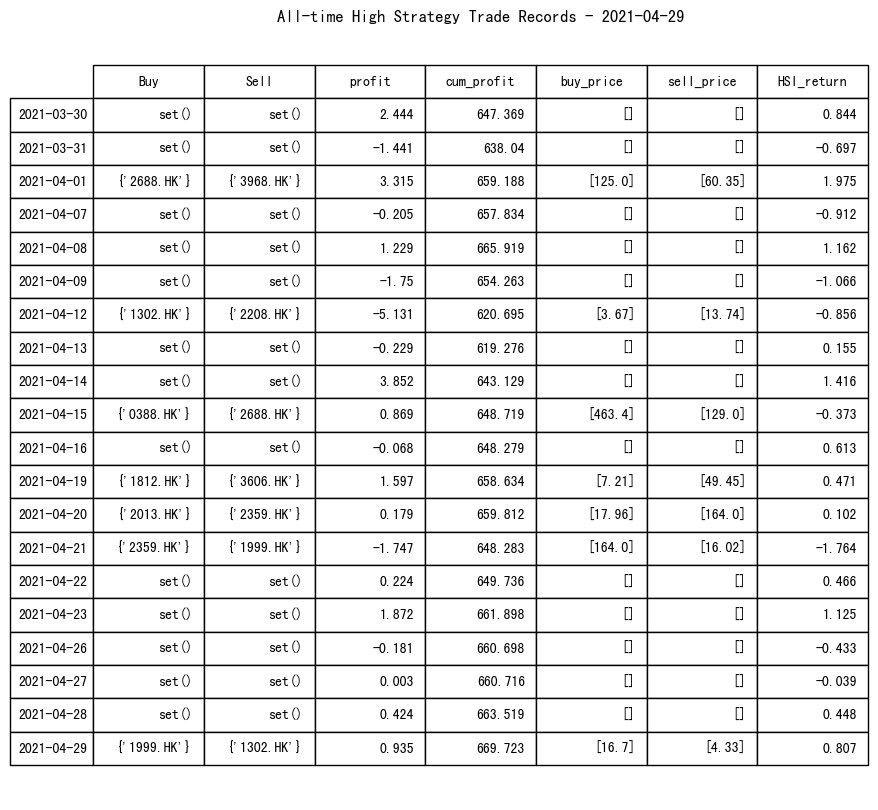 All-time High Strategy Trade Records - 2021-04-29
Buy Sell profit cum_profit buy_price sell_price HSI_return
2021-03-30 set() set() 2.444 647.369 [] [] 0.844
2021-03-31 set() set() -1.441 638.04 [] [] -0.697
2021-04-01 {'2688.HK'} {'3968.HK'} 3.315 659.188 [125.0] [60.35] 1.975
2021-04-07 set() set() -0.205 657.834 [] [] -0.912
2021-04-08 set() set() 1.229 665.919 [] [] 1.162
2021-04-09 set() set() -1.75 654.263 [] [] -1.066
2021-04-12 {'1302.HK'} {'2208.HK'} -5.131 620.695 [3.67] [13.74] -0.856
2021-04-13 set() set() -0.229 619.276 [] [] 0.155
2021-04-14 set() set() 3.852 643.129 [] [] 1.416
2021-04-15 {'0388.HK'} {'2688.HK'} 0.869 648.719 [463.4] [129.0] -0.373
2021-04-16 set() set() -0.068 648.279 [] [] 0.613
2021-04-19 {'1812.HK'} {'3606.HK'} 1.597 658.634 [7.21] [49.45] 0.471
2021-04-20 {'2013.HK'} {'2359.HK'} 0.179 659.812 [17.96] [164.0] 0.102
2021-04-21 {'2359.HK'} {'1999.HK'} -1.747 648.283 [164.0] [16.02] -1.764
2021-04-22 set() set() 0.224 649.736 [] [] 0.466
2021-04-23 set() set() 1.872 661.898 [] [] 1.125
2021-04-26 set() set() -0.181 660.698 [] [] -0.433
2021-04-27 set() set() 0.003 660.716 [] [] -0.039
2021-04-28 set() set() 0.424 663.519 [] [] 0.448
2021-04-29 {'1999.HK'} {'1302.HK'} 0.935 669.723 [16.7] [4.33] 0.807